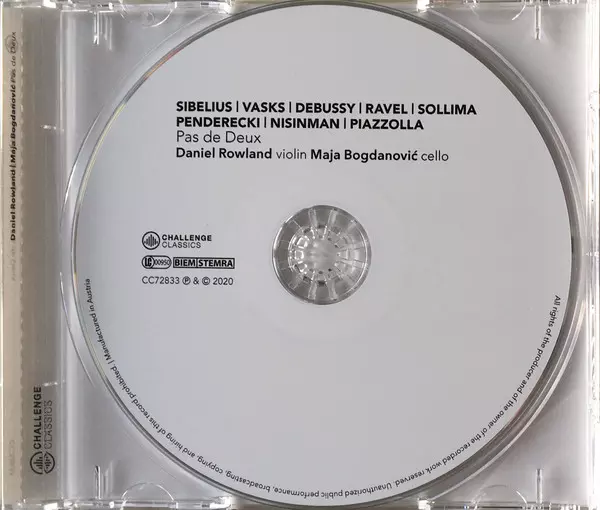 SIBELIUS | VASKS | DEBUSSY | RAVEL | SOLLIMA
PENDERECKI | NISINMAN | PIAZZOLLA
Pas de Deux
Daniel Rowland violin Maja Bogdanović cello
CHALLENGE
CLASSICS
LC 00950 BIEM|STEMRA
CC72833 ℗ & © 2020
All rights of the producer and of the owner of the recorded work reserved. Unauthorized public performance, broadcasting, copying, and hiring of this record prohibited | Manufactured in Austria
Daniel Rowland | Maja Bogdanović Pas de Deux
CHALLENGE
CLASSICS